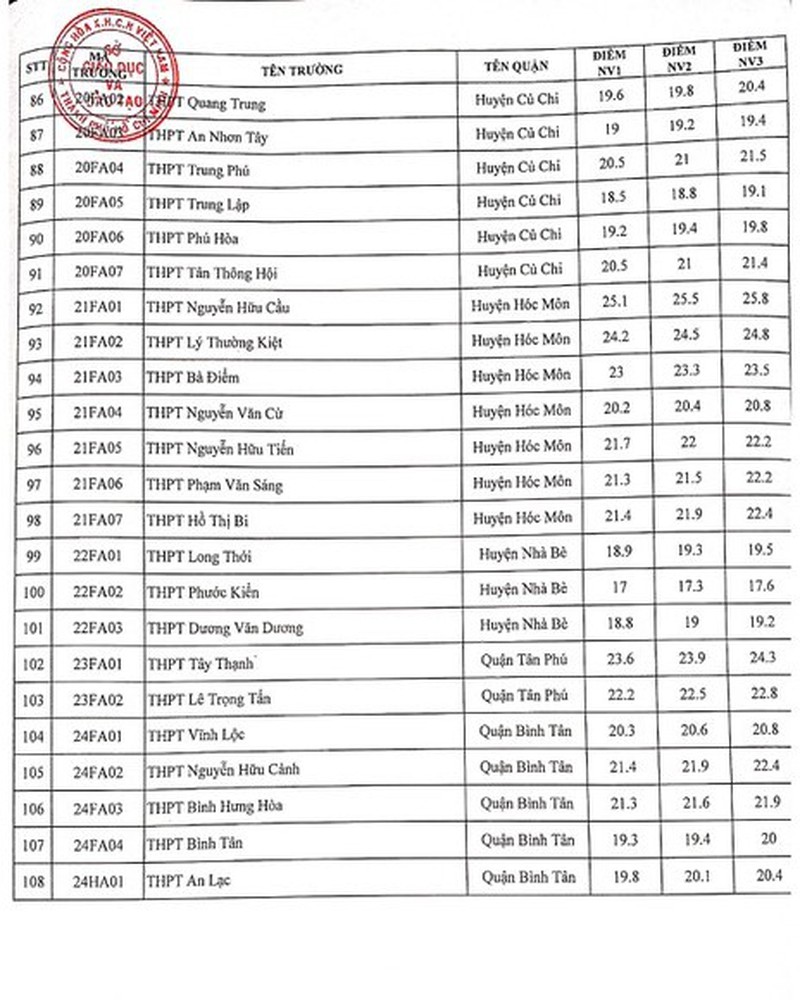 CỘNG HÒA X.H.C.N VIỆT NAM
SỞ
GIÁO DỤC
VÀ
ĐÀO TẠO
STT MÃ TRƯỜNG TÊN TRƯỜNG TÊN QUẬN ĐIỂM NV1 ĐIỂM NV2 ĐIỂM NV3
86 THPT Quang Trung Huyện Củ Chi 19.6 19.8 20.4
87 THPT An Nhơn Tây Huyện Củ Chi 19 19.2 19.4
88 20FA04 THPT Trung Phú Huyện Củ Chi 20.5 21 21.5
89 20FA05 THPT Trung Lập Huyện Củ Chi 18.5 18.8 19.1
90 20FA06 THPT Phú Hòa Huyện Củ Chi 19.2 19.4 19.8
91 20FA07 THPT Tân Thông Hội Huyện Củ Chi 20.5 21 21.4
92 21FA01 THPT Nguyễn Hữu Cầu Huyện Hóc Môn 25.1 25.5 25.8
93 21FA02 THPT Lý Thường Kiệt Huyện Hóc Môn 24.2 24.5 24.8
94 21FA03 THPT Bà Điểm Huyện Hóc Môn 23 23.3 23.5
95 21FA04 THPT Nguyễn Văn Cừ Huyện Hóc Môn 20.2 20.4 20.8
96 21FA05 THPT Nguyễn Hữu Tiến Huyện Hóc Môn 21.7 22 22.2
97 21FA06 THPT Phạm Văn Sáng Huyện Hóc Môn 21.3 21.5 22.2
98 21FA07 THPT Hồ Thị Bi Huyện Hóc Môn 21.4 21.9 22.4
99 22FA01 THPT Long Thới Huyện Nhà Bè 18.9 19.3 19.5
100 22FA02 THPT Phước Kiển Huyện Nhà Bè 17 17.3 17.6
101 22FA03 THPT Dương Văn Dương Huyện Nhà Bè 18.8 19 19.2
102 23FA01 THPT Tây Thạnh Quận Tân Phú 23.6 23.9 24.3
103 23FA02 THPT Lê Trọng Tấn Quận Tân Phú 22.2 22.5 22.8
104 24FA01 THPT Vĩnh Lộc Quận Bình Tân 20.3 20.6 20.8
105 24FA02 THPT Nguyễn Hữu Cảnh Quận Bình Tân 21.4 21.9 22.4
106 24FA03 THPT Bình Hưng Hòa Quận Bình Tân 21.3 21.6 21.9
107 24FA04 THPT Bình Tân Quận Bình Tân 19.3 19.4 20
108 24HA01 THPT An Lạc Quận Bình Tân 19.8 20.1 20.4